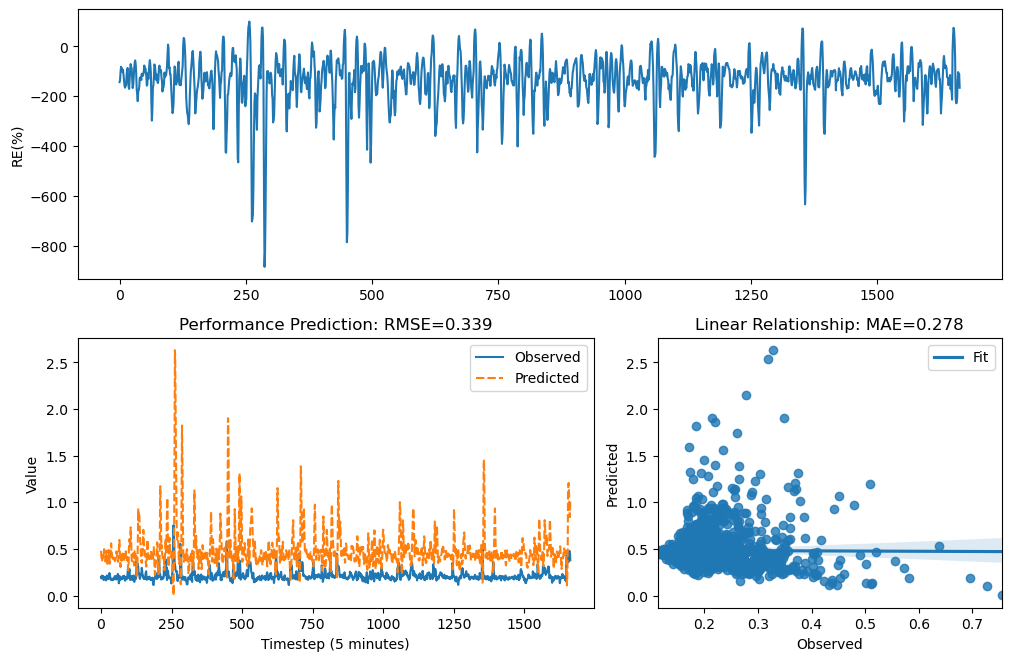 0
−200
−400
−600
−800
RE(%)
0 250 500 750 1000 1250 1500
Performance Prediction: RMSE=0.339
Observed
Predicted
2.5
2.0
1.5
1.0
0.5
0.0
Value
0 250 500 750 1000 1250 1500
Timestep (5 minutes)
Linear Relationship: MAE=0.278
Fit
2.5
2.0
1.5
1.0
0.5
0.0
Predicted
0.2 0.3 0.4 0.5 0.6 0.7
Observed